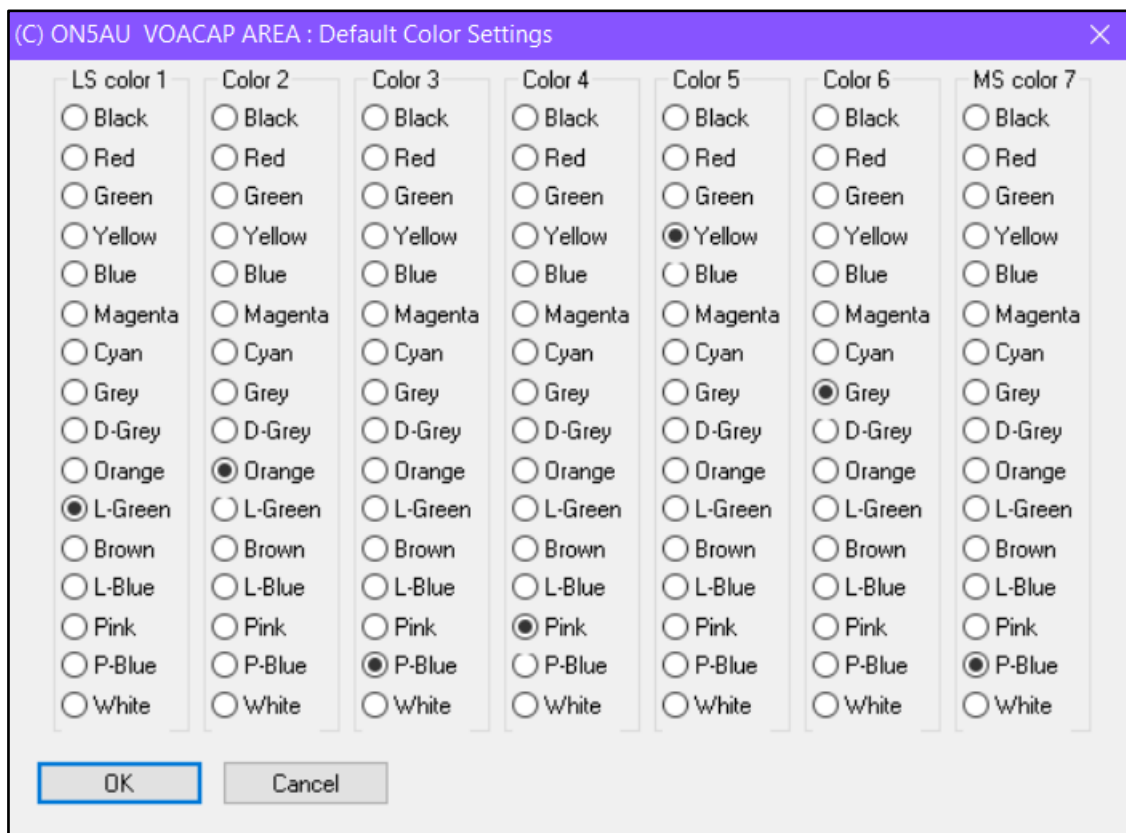 (C) ON5AU VOACAP AREA : Default Color Settings
LS color 1 Color 2 Color 3 Color 4 Color 5 Color 6 MS color 7
Black Black Black Black Black Black Black
Red Red Red Red Red Red Red
Green Green Green Green Green Green Green
Yellow Yellow Yellow Yellow Yellow Yellow Yellow
Blue Blue Blue Blue Blue Blue Blue
Magenta Magenta Magenta Magenta Magenta Magenta Magenta
Cyan Cyan Cyan Cyan Cyan Cyan Cyan
Grey Grey Grey Grey Grey Grey Grey
D-Grey D-Grey D-Grey D-Grey D-Grey D-Grey D-Grey
Orange Orange Orange Orange Orange Orange Orange
L-Green L-Green L-Green L-Green L-Green L-Green L-Green
Brown Brown Brown Brown Brown Brown Brown
L-Blue L-Blue L-Blue L-Blue L-Blue L-Blue L-Blue
Pink Pink Pink Pink Pink Pink Pink
P-Blue P-Blue P-Blue P-Blue P-Blue P-Blue P-Blue
White White White White White White White
OK Cancel